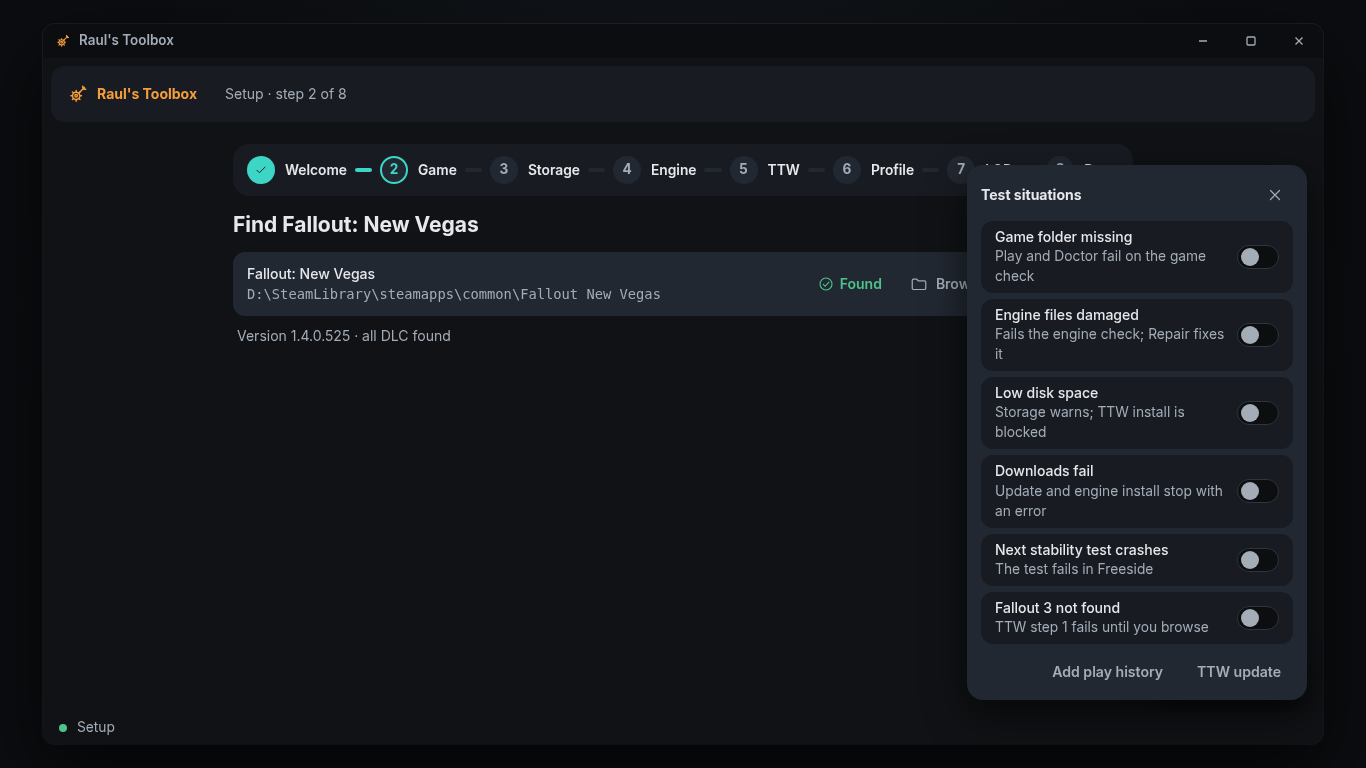 Raul's Toolbox
Raul's Toolbox
Setup · step 2 of 8
Welcome
2 Game
3 Storage
4 Engine
5 TTW
6 Profile
7
Find Fallout: New Vegas
Fallout: New Vegas
D:\SteamLibrary\steamapps\common\Fallout New Vegas
Found
Version 1.4.0.525 · all DLC found
Test situations
Game folder missing
Play and Doctor fail on the game
check
Engine files damaged
Fails the engine check; Repair fixes
it
Low disk space
Storage warns; TTW install is
blocked
Downloads fail
Update and engine install stop with
an error
Next stability test crashes
The test fails in Freeside
Fallout 3 not found
TTW step 1 fails until you browse
Add play history
TTW update
Setup